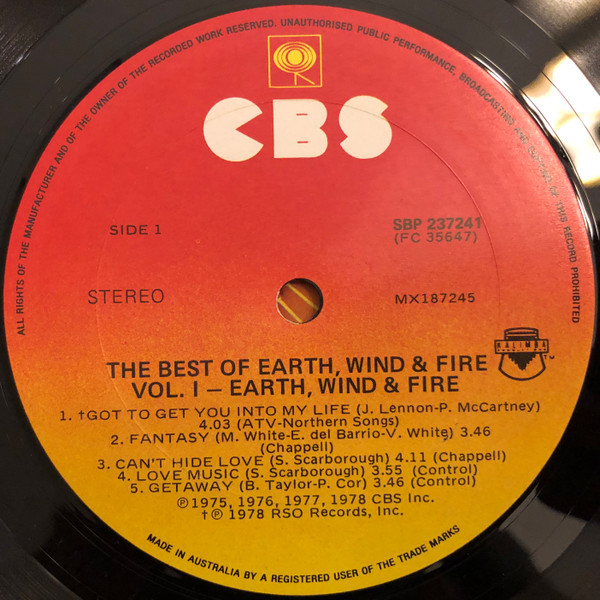 ALL RIGHTS OF THE MANUFACTURER AND OF THE OWNER OF THE RECORDED WORK RESERVED. UNAUTHORISED PUBLIC PERFORMANCE, BROADCASTING AND COPYING OF THIS RECORD PROHIBITED
CBS
SIDE 1
SBP 237241
(FC 35647)
STEREO
MX187245
KALIMBA
TM
THE BEST OF EARTH, WIND & FIRE
VOL. I – EARTH, WIND & FIRE
1. †GOT TO GET YOU INTO MY LIFE (J. Lennon-P. McCartney)
4.03 (ATV-Northern Songs)
2. FANTASY (M. White-E. del Barrio-V. White) 3.46
(Chappell)
3. CAN'T HIDE LOVE (S. Scarborough) 4.11 (Chappell)
4. LOVE MUSIC (S. Scarborough) 3.55 (Control)
5. GETAWAY (B. Taylor-P. Cor) 3.46 (Control)
℗ 1975, 1976, 1977, 1978 CBS Inc.
† ℗ 1978 RSO Records, Inc.
MADE IN AUSTRALIA BY A REGISTERED USER OF THE TRADE MARKS